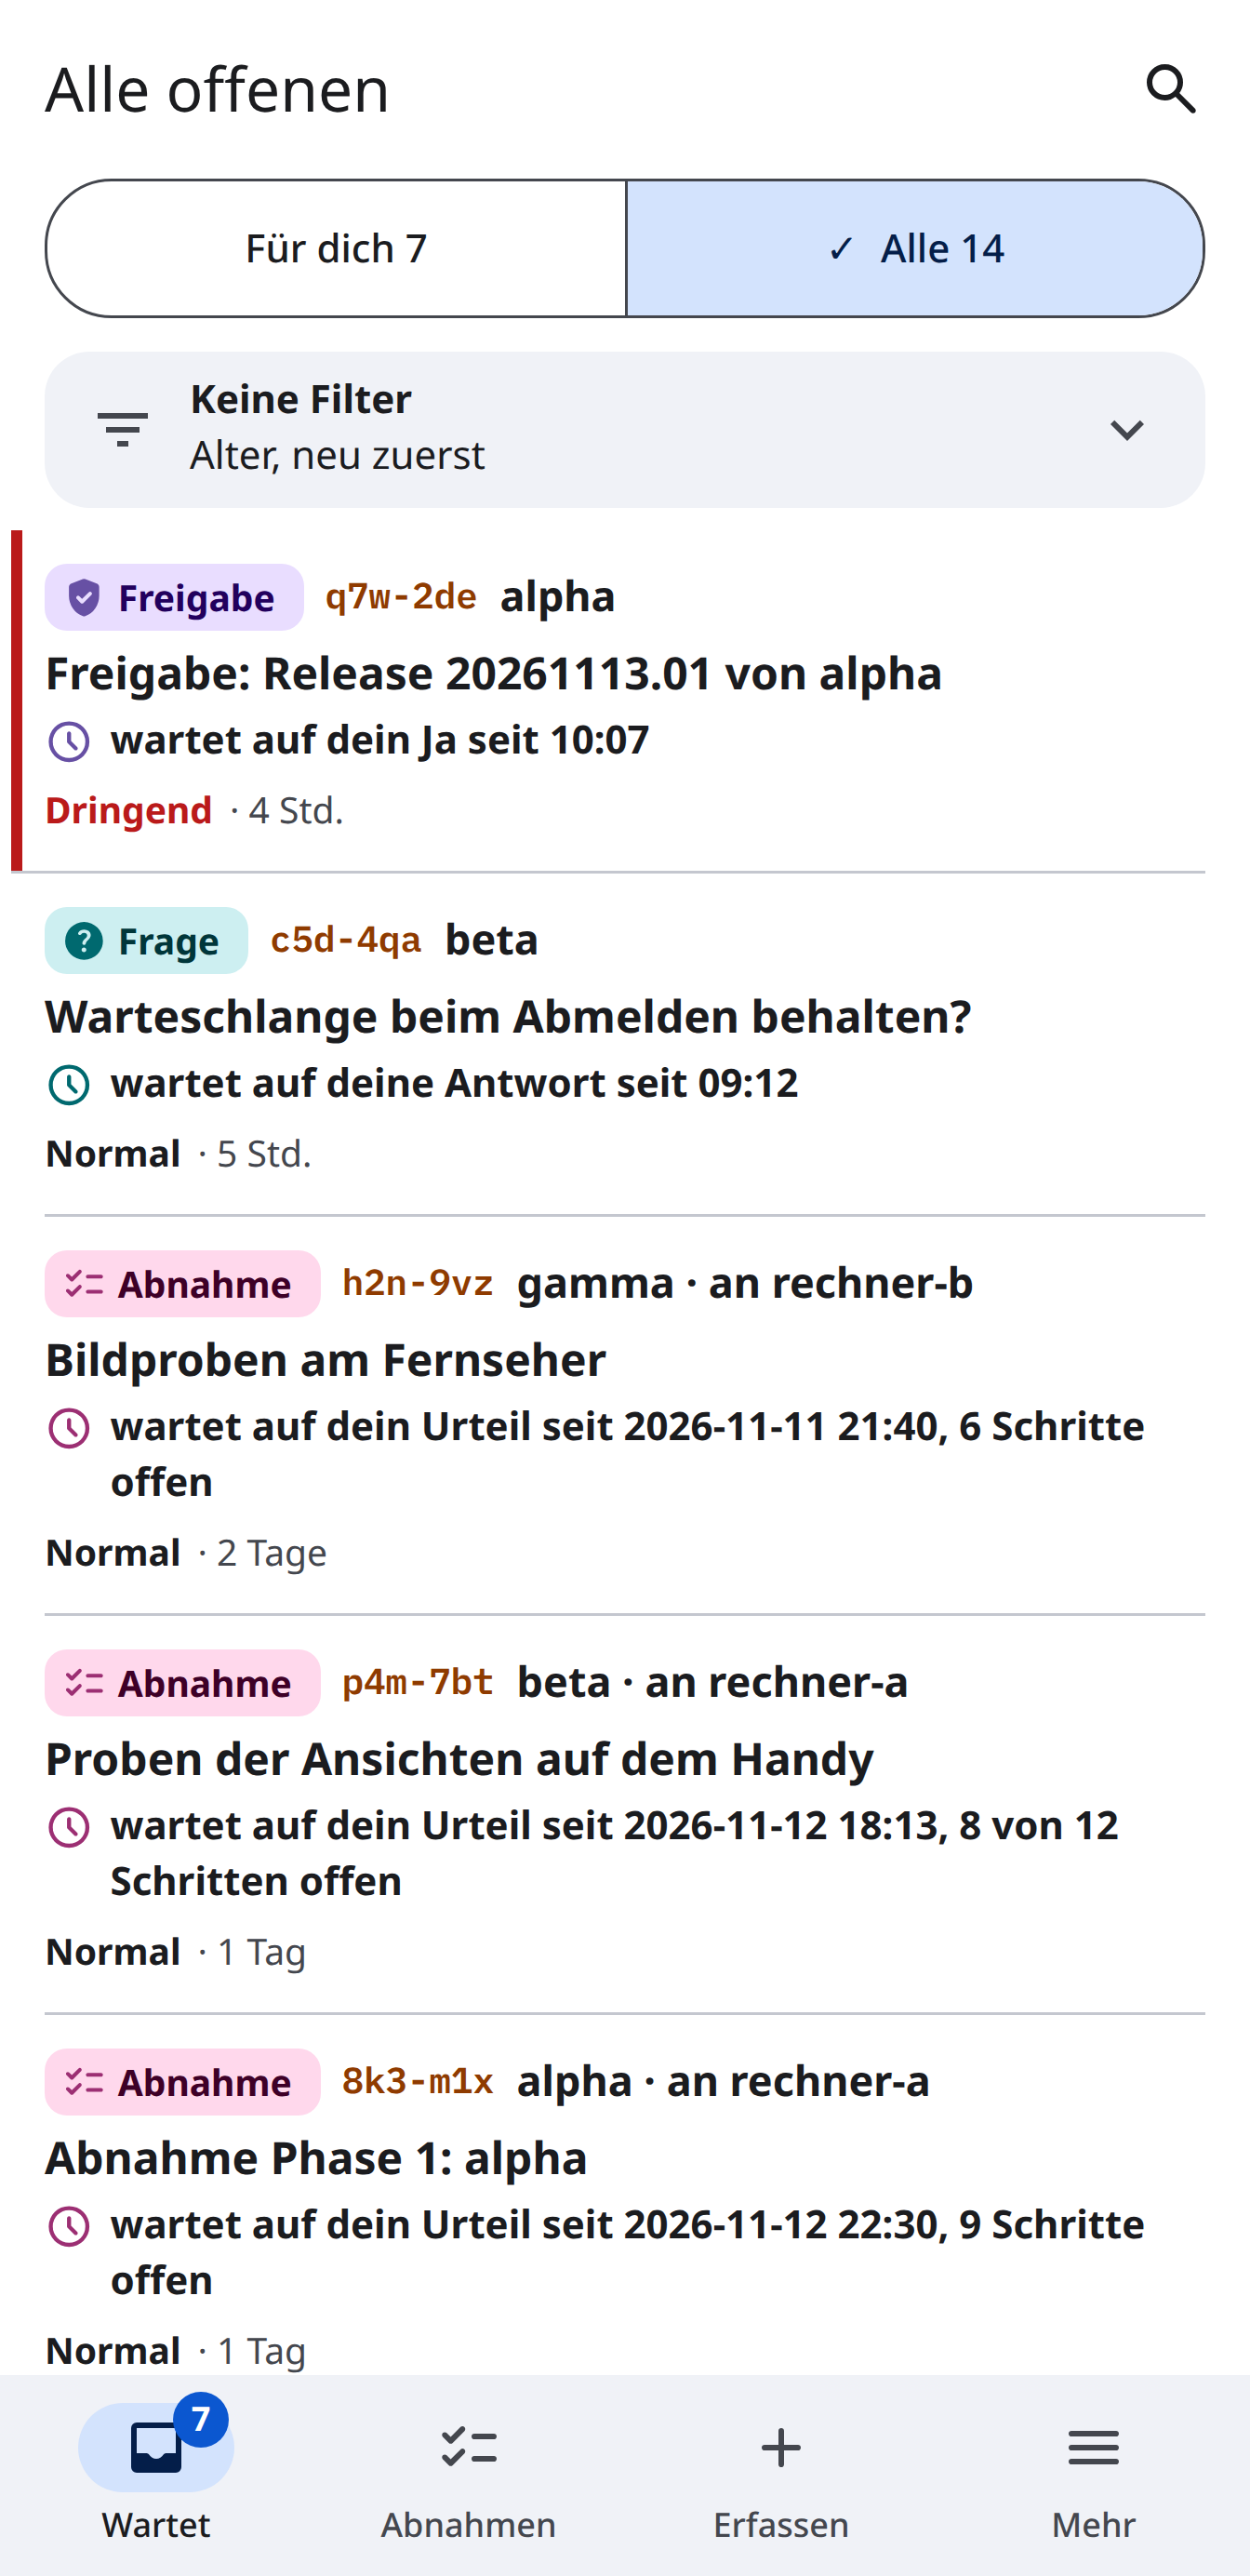 Alle offenen
Für dich 7
✓ Alle 14
Keine Filter
Alter, neu zuerst
Freigabe q7w-2de alpha
Freigabe: Release 20261113.01 von alpha
wartet auf dein Ja seit 10:07
Dringend · 4 Std.
Frage c5d-4qa beta
Warteschlange beim Abmelden behalten?
wartet auf deine Antwort seit 09:12
Normal · 5 Std.
Abnahme h2n-9vz gamma · an rechner-b
Bildproben am Fernseher
wartet auf dein Urteil seit 2026-11-11 21:40, 6 Schritte
offen
Normal · 2 Tage
Abnahme p4m-7bt beta · an rechner-a
Proben der Ansichten auf dem Handy
wartet auf dein Urteil seit 2026-11-12 18:13, 8 von 12
Schritten offen
Normal · 1 Tag
Abnahme 8k3-m1x alpha · an rechner-a
Abnahme Phase 1: alpha
wartet auf dein Urteil seit 2026-11-12 22:30, 9 Schritte
offen
Normal · 1 Tag
7
Wartet
Abnahmen
Erfassen
Mehr